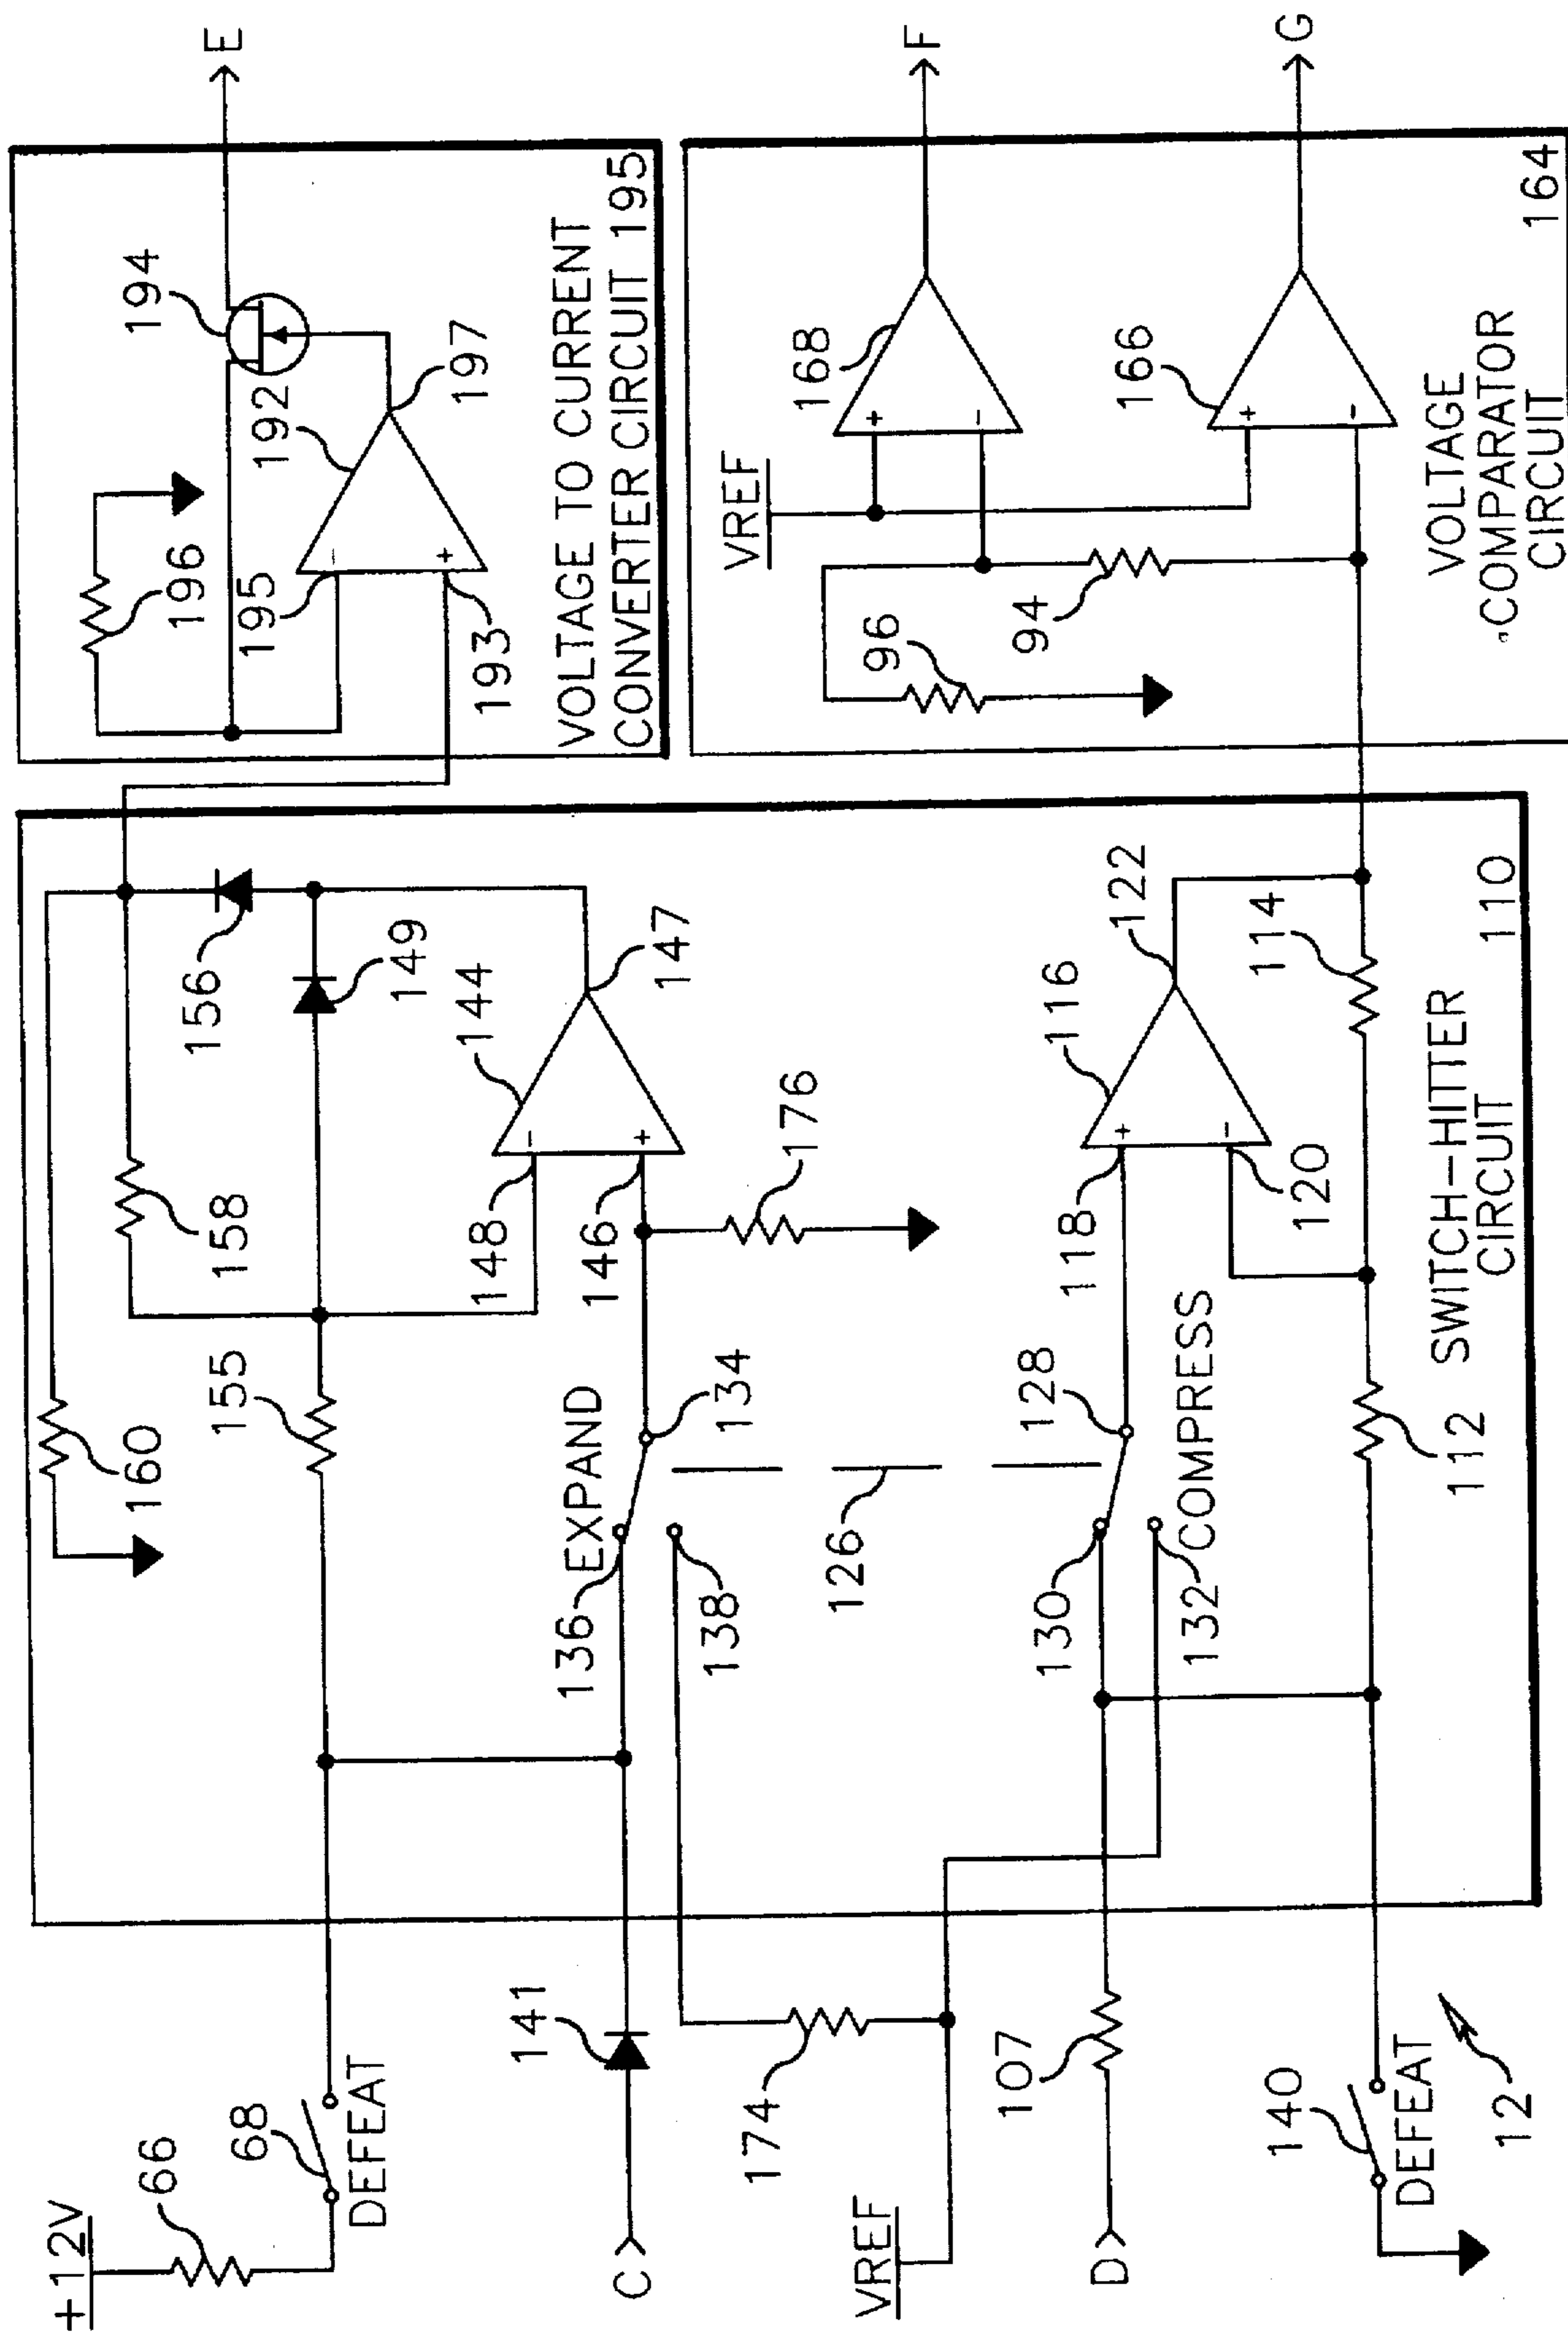 +12V
66
68
DEFEAT
C
141
174
VREF
D
107
140
DEFEAT
12
160
155
158
156
149
136
EXPAND
134
138
126
148
146
144
147
176
130
128
132
COMPRESS
118
120
116
122
112
114
SWITCH-HITTER
CIRCUIT
110
196
195
193
192
194
197
VOLTAGE TO CURRENT
CONVERTER CIRCUIT 195
E
VREF
96
94
168
166
+
-
+
-
+
-
-
+
-
+
VOLTAGE
COMPARATOR
CIRCUIT
164
F
G